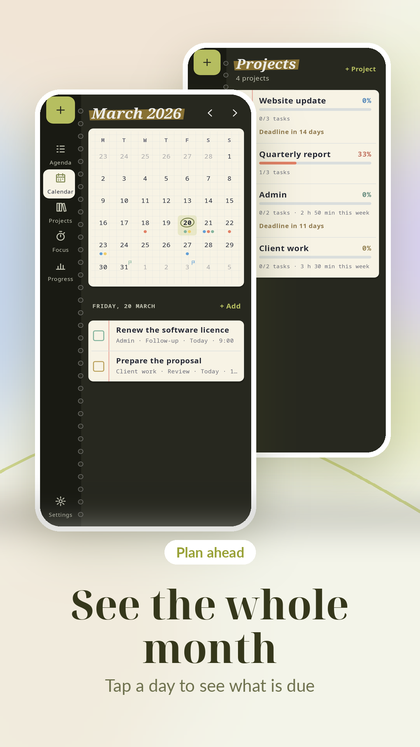 Projects
4 projects
+ Project
Website update 0%
0/3 tasks
Deadline in 14 days
Quarterly report 33%
1/3 tasks
Admin 0%
0/2 tasks · 2 h 50 min this week
Deadline in 11 days
Client work 0%
0/2 tasks · 3 h 30 min this week
+
Agenda
Calendar
Projects
Focus
Progress
Settings
March 2026
M T W T F S S
23 24 25 26 27 28 1
2 3 4 5 6 7 8
9 10 11 12 13 14 15
16 17 18 19 20 21 22
23 24 25 26 27 28 29
30 31 1 2 3 4 5
FRIDAY, 20 MARCH + Add
Renew the software licence
Admin · Follow-up · Today · 9:00
Prepare the proposal
Client work · Review · Today · 1…
Plan ahead
See the whole
month
Tap a day to see what is due